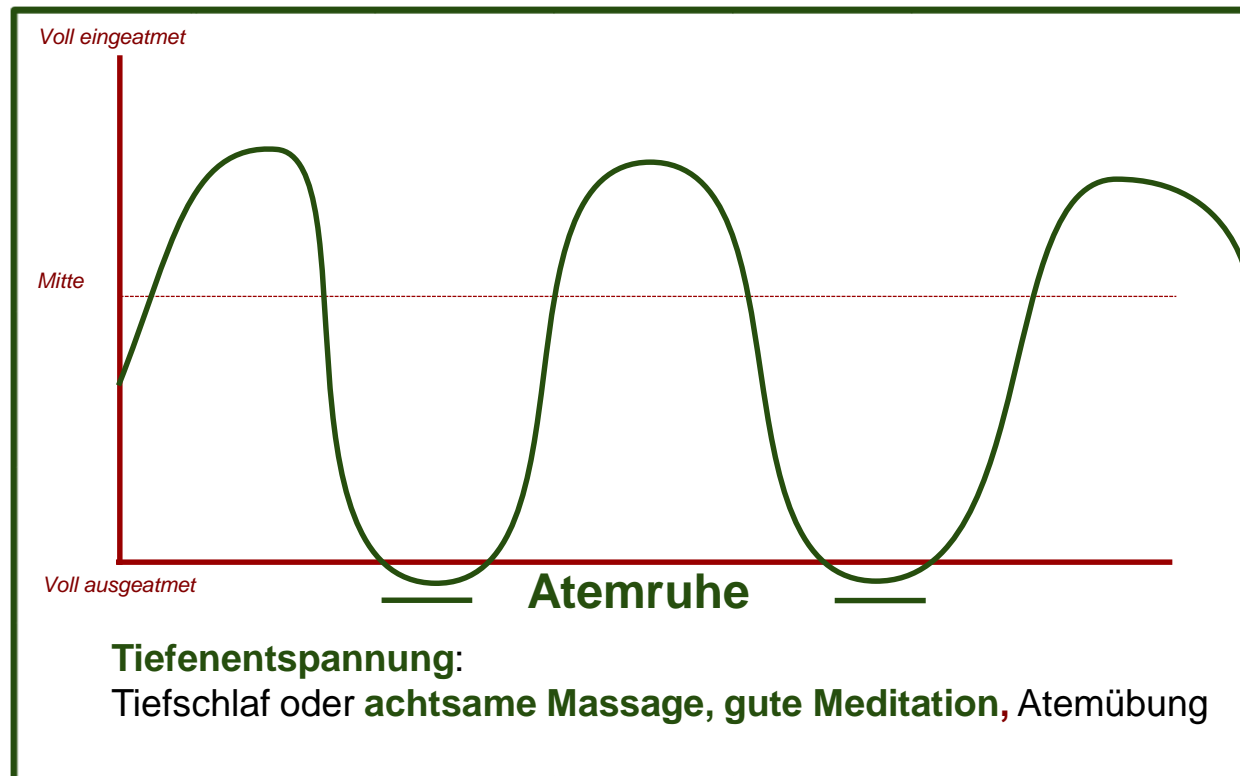 Voll eingeatmet
Mitte
Voll ausgeatmet
Atemruhe
Tiefenentspannung:
Tiefschlaf oder achtsame Massage, gute Meditation, Atemübung